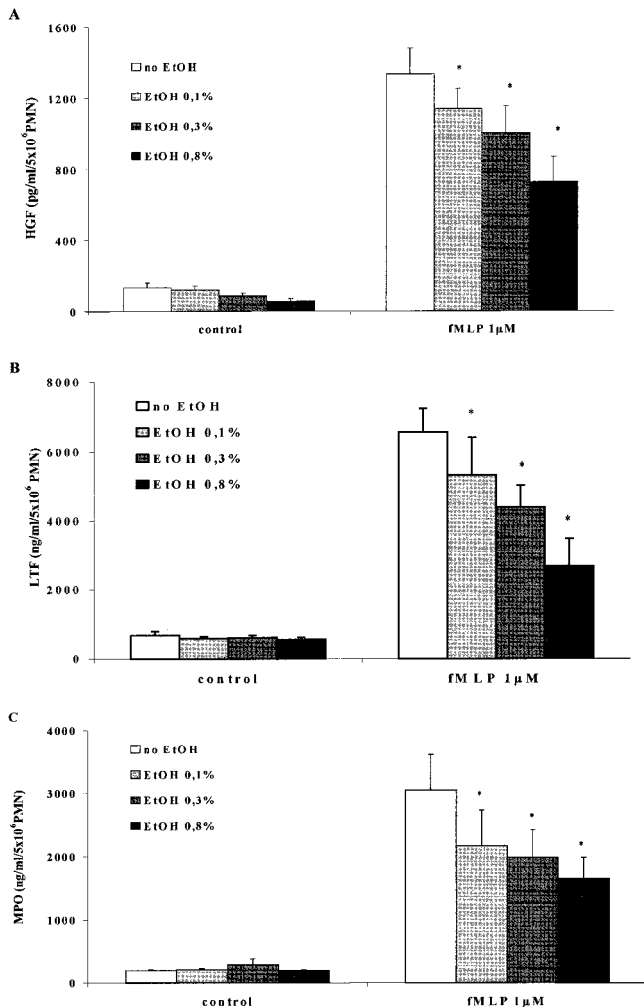 A
HGF (pg/ml/5x10⁶PMN)
1600
1200
800
400
0
no EtOH
EtOH 0,1%
EtOH 0,3%
EtOH 0,8%
*
*
*
control
fMLP 1µM
B
LTF (ng/ml/5x10⁶ PMN)
8000
6000
4000
2000
0
no EtOH
EtOH 0,1%
EtOH 0,3%
EtOH 0,8%
*
*
*
control
fMLP 1µM
C
MPO (ng/ml/5x10⁶PMN)
4000
3000
2000
1000
0
no EtOH
EtOH 0,1%
EtOH 0,3%
EtOH 0,8%
*
*
*
control
fMLP 1µM